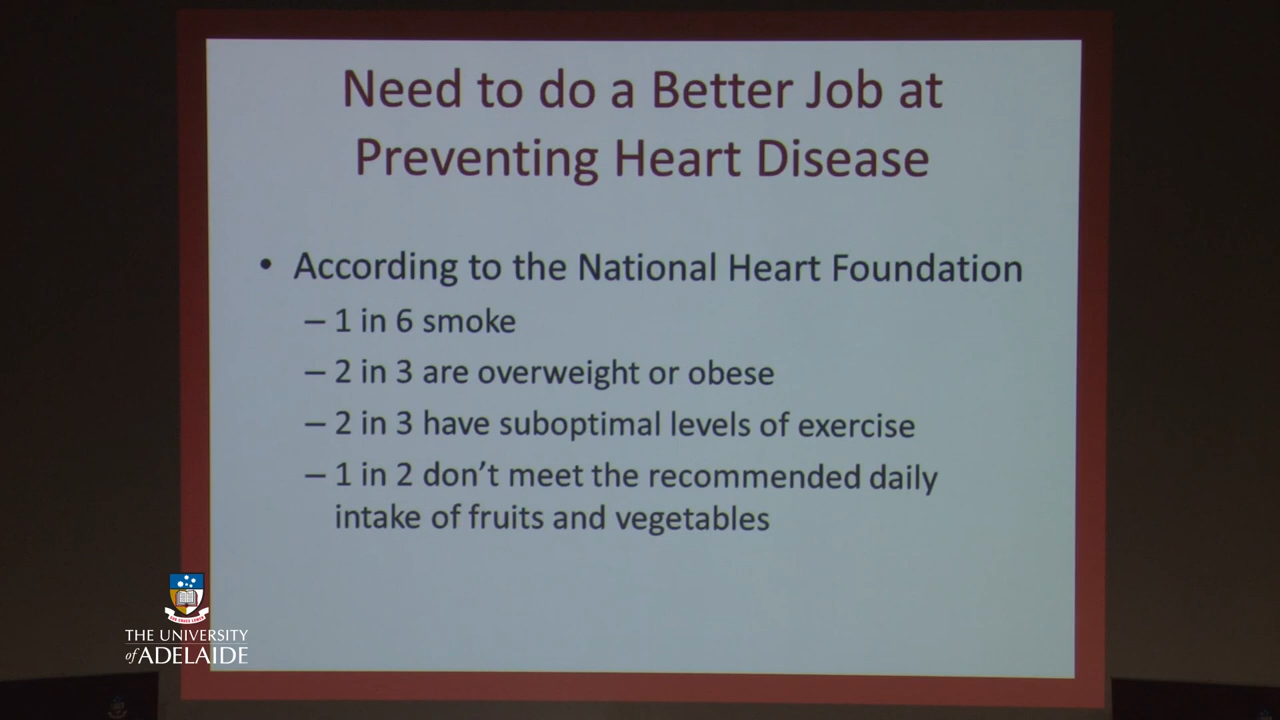 Need to do a Better Job at
Preventing Heart Disease
• According to the National Heart Foundation
– 1 in 6 smoke
– 2 in 3 are overweight or obese
– 2 in 3 have suboptimal levels of exercise
– 1 in 2 don't meet the recommended daily
intake of fruits and vegetables
THE UNIVERSITY
of ADELAIDE